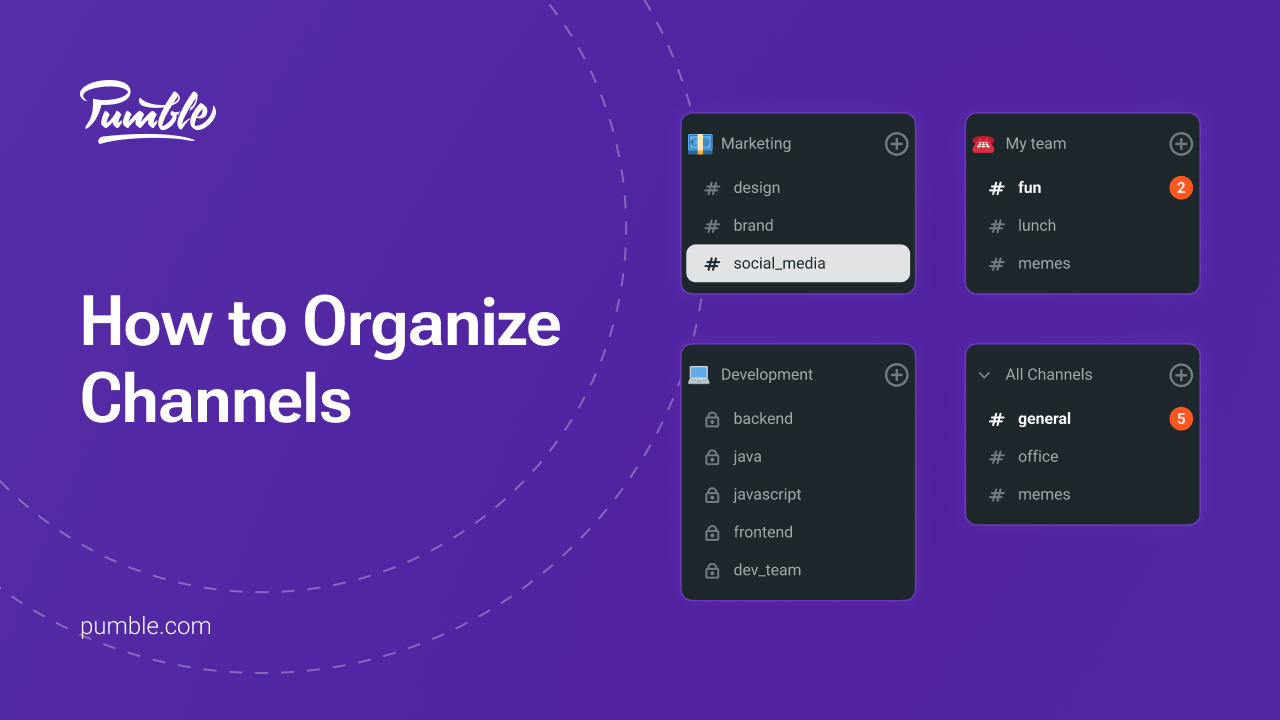 Pumble
How to Organize
Channels
pumble.com
Marketing
# design
# brand
# social_media
My team
# fun 2
# lunch
# memes
Development
backend
java
javascript
frontend
dev_team
All Channels
# general 5
# office
# memes